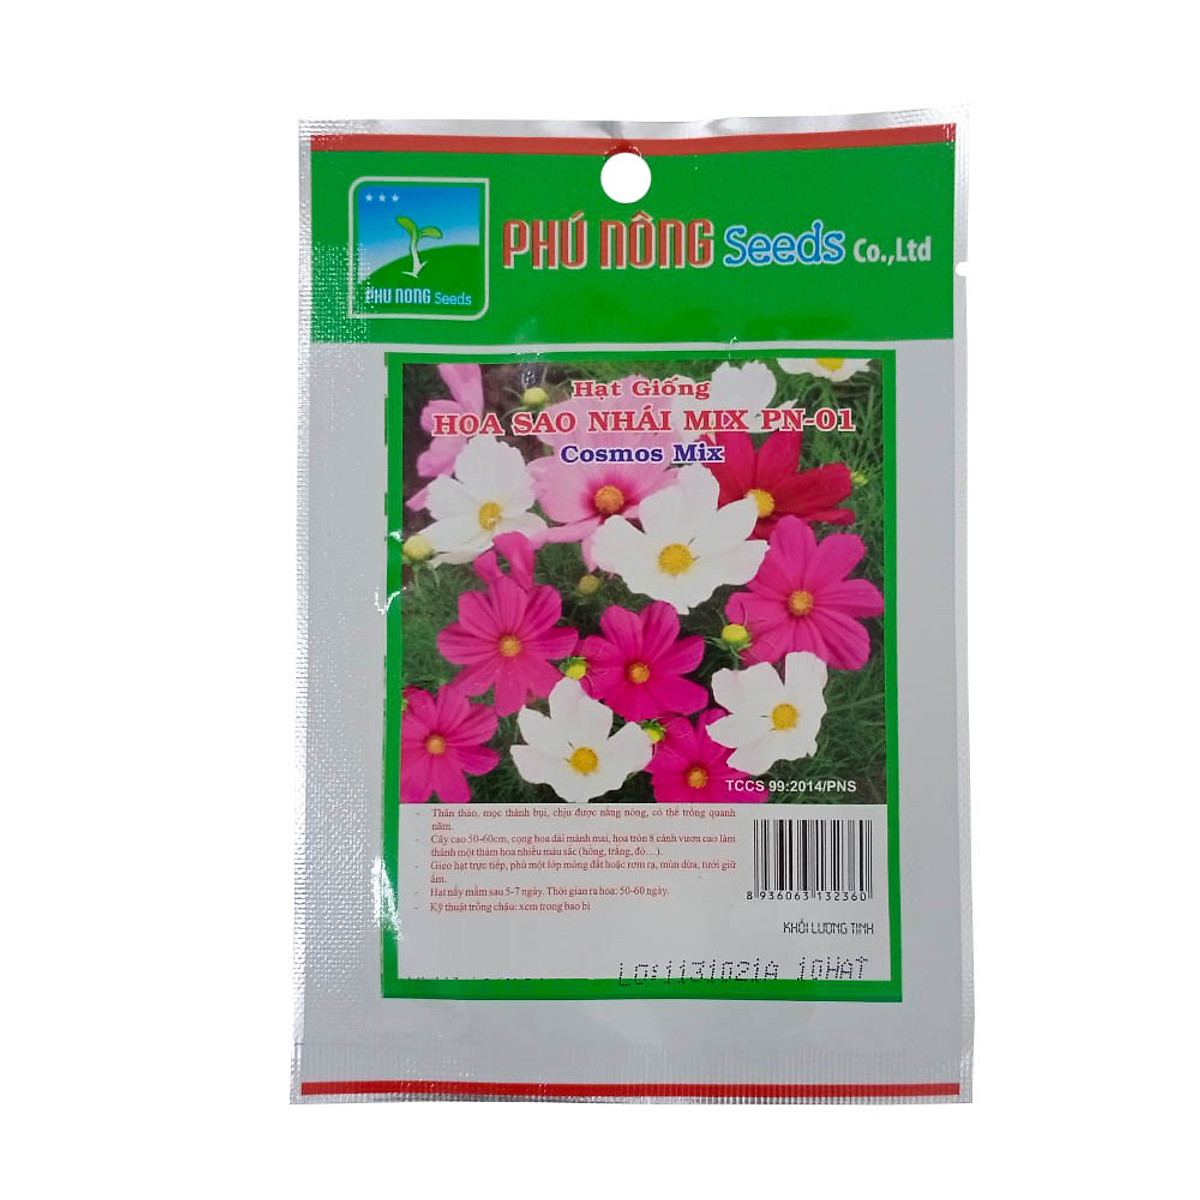 ★★★
PHU NONG Seeds
PHÚ NÔNG Seeds Co.,Ltd
Hạt Giống
HOA SAO NHÁI MIX PN-01
Cosmos Mix
TCCS 99:2014/PNS
- Thân thảo, mọc thành bụi, chịu được nắng nóng, có thể trồng quanh
năm.
- Cây cao 50-60cm, cọng hoa dài mảnh mai, hoa tròn 8 cánh vươn cao làm
thành một thảm hoa nhiều màu sắc (hồng, trắng, đỏ…).
- Gieo hạt trực tiếp, phủ một lớp mỏng đất hoặc rơm rạ, mùn dừa, tưới giữ
ẩm.
- Hạt nẩy mầm sau 5-7 ngày. Thời gian ra hoa: 50-60 ngày.
- Kỹ thuật trồng chậu: xem trong bao bì
8 936063 132360
KHỐI LƯỢNG TỊNH
LO:1131021A 10HAT